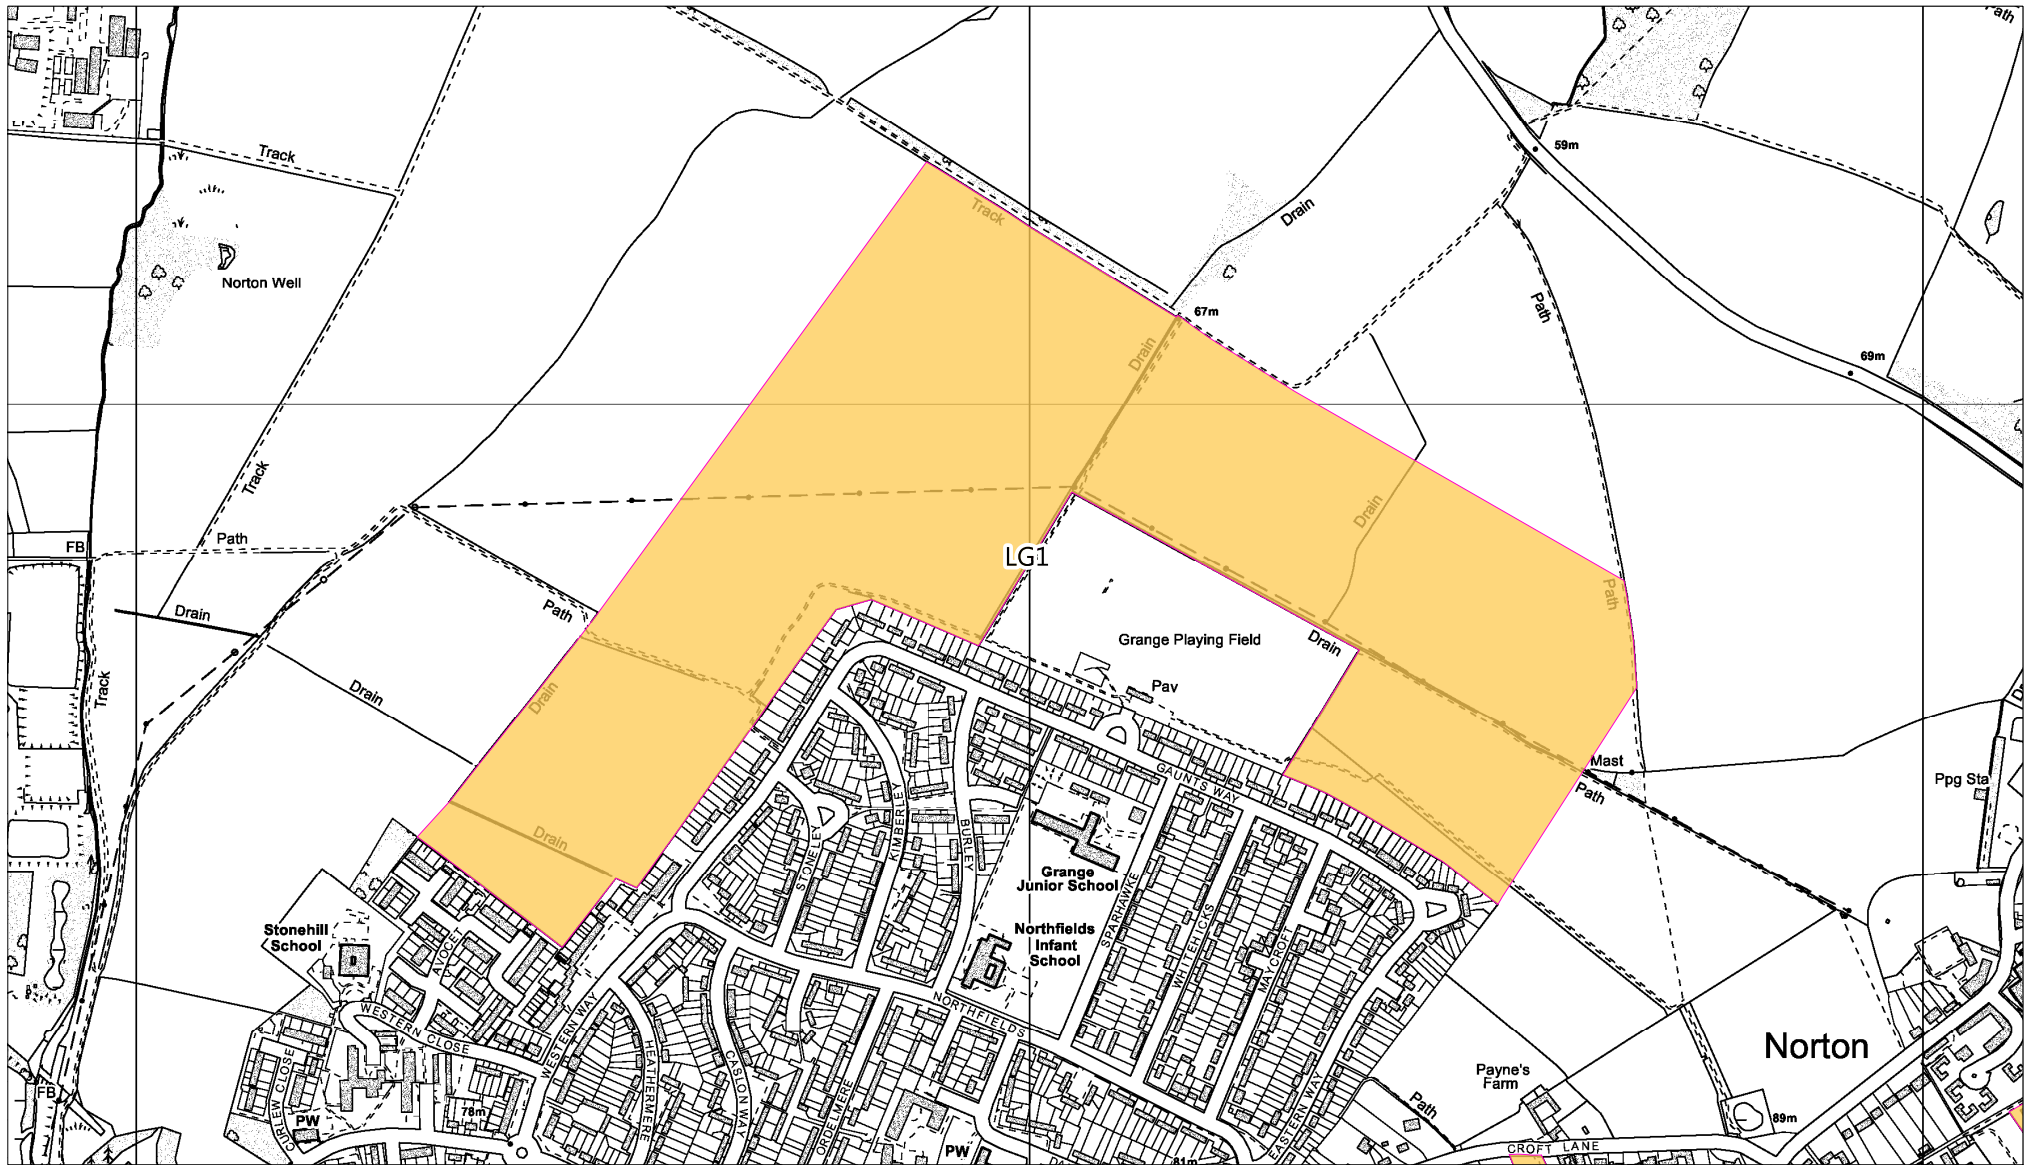 Path
59m
Track
Track
Drain
Norton Well
Path
67m
Drain
69m
Track
Drain
Path
FB
LG1
Path
Path
Drain
Grange Playing Field
Drain
Track
Drain
Drain
Pav
Mast
Path
Ppg Sta
GAUNTS WAY
Drain
STONELEY
KIMBERLEY
BURLEY
Grange
Junior School
SPARHAWKE
WHITEHICKS
MAYCROFT
Stonehill
School
AVOCET
Northfields
Infant
School
NORTHFIELDS
WESTERN CLOSE
WESTERN WAY
HEATHERMERE
CASLON WAY
ORDELMERE
CURLEW CLOSE
EASTERN WAY
Norton
Payne's
Farm
Path
FB
PW
78m
PW
81m
89m
CROFT LANE